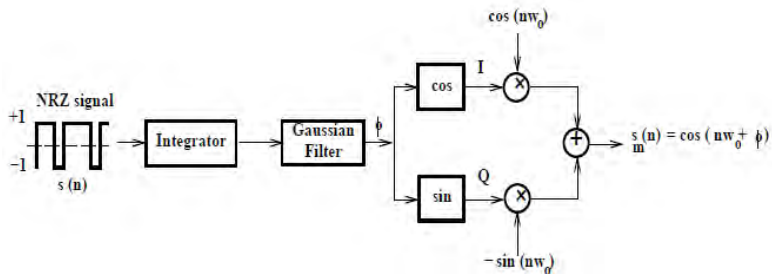 cos (nw₀)
NRZ signal
+1
−1
s (n)
Integrator
Gaussian
Filter
ϕ
cos
I
×
sin
Q
×
−sin (nw₀)
+
sₘ(n) = cos ( nw₀+ ϕ)